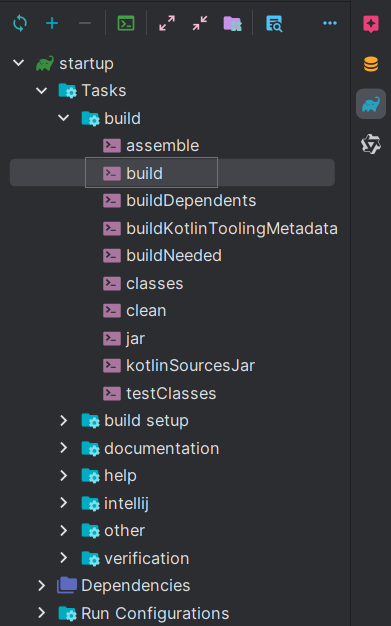 startup
Tasks
build
assemble
build
buildDependents
buildKotlinToolingMetadata
buildNeeded
classes
clean
jar
kotlinSourcesJar
testClasses
build setup
documentation
help
intellij
other
verification
Dependencies
Run Configurations